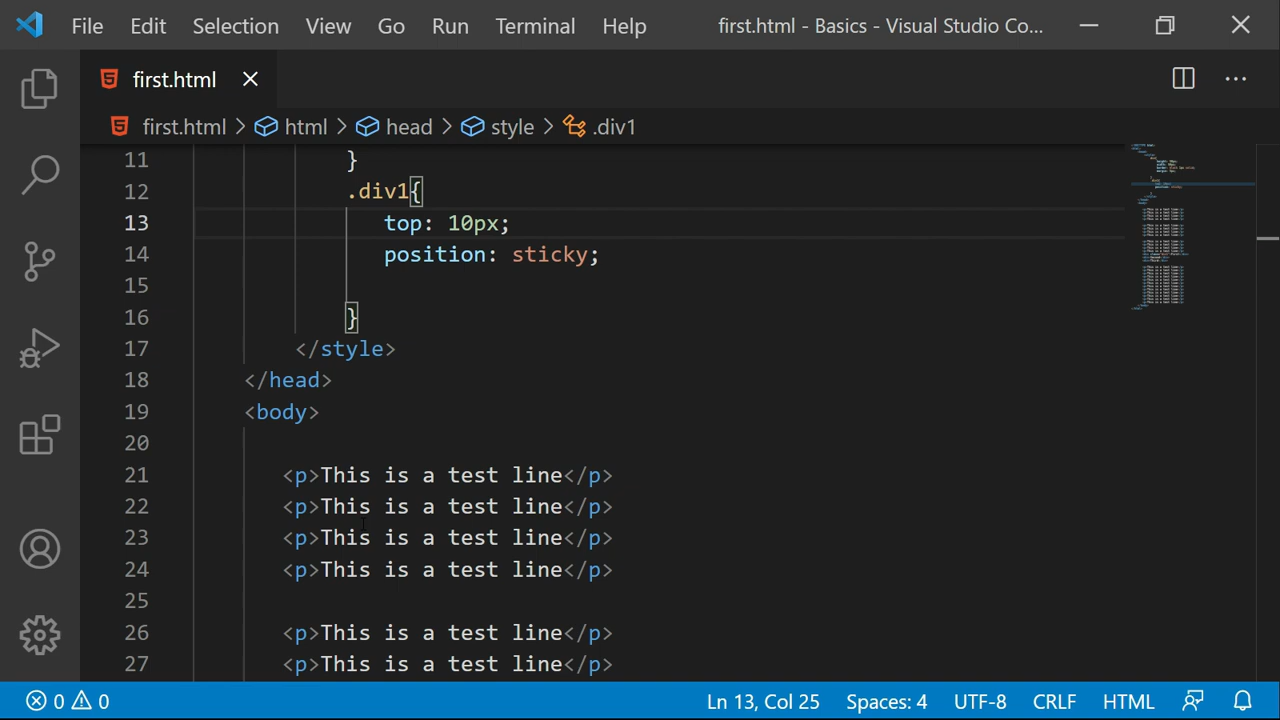 File Edit Selection View Go Run Terminal Help first.html - Basics - Visual Studio Co...
first.html
first.html > html > head > style > .div1
11 }
12 .div1{
13 top: 10px;
14 position: sticky;
15
16 }
17 </style>
18 </head>
19 <body>
20
21 <p>This is a test line</p>
22 <p>This is a test line</p>
23 <p>This is a test line</p>
24 <p>This is a test line</p>
25
26 <p>This is a test line</p>
27 <p>This is a test line</p>
0 0 Ln 13, Col 25 Spaces: 4 UTF-8 CRLF HTML